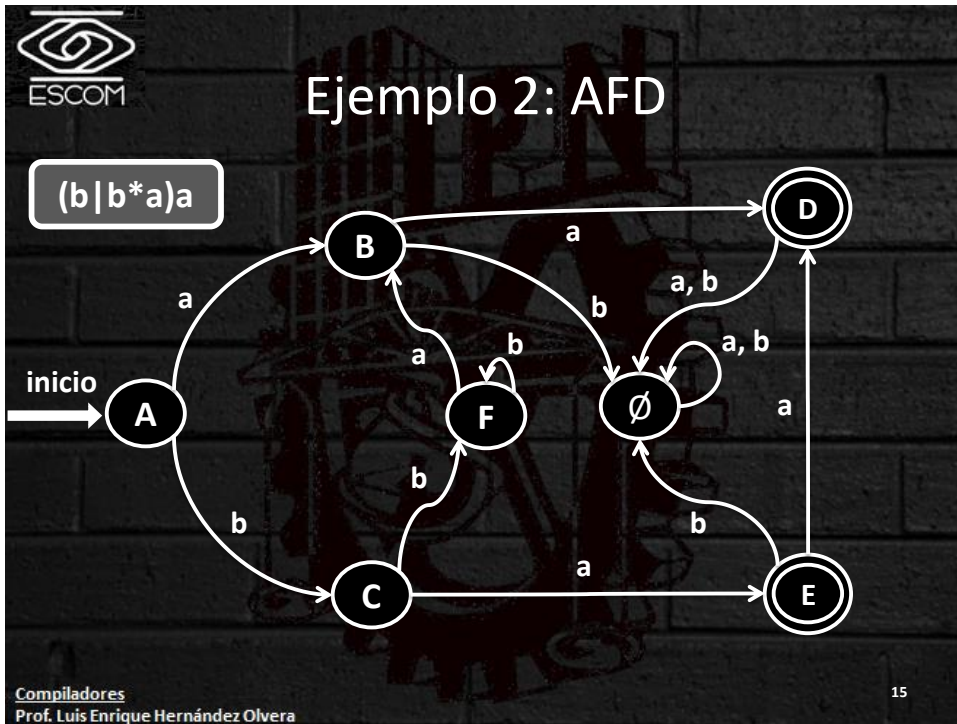 ESCOM
Ejemplo 2: AFD
(b|b*a)a
D
B
a
a, b
a
b
a, b
a
b
inicio
A
F
Ø
a
b
b
b
a
C
E
Compiladores
Prof. Luis Enrique Hernández Olvera
15